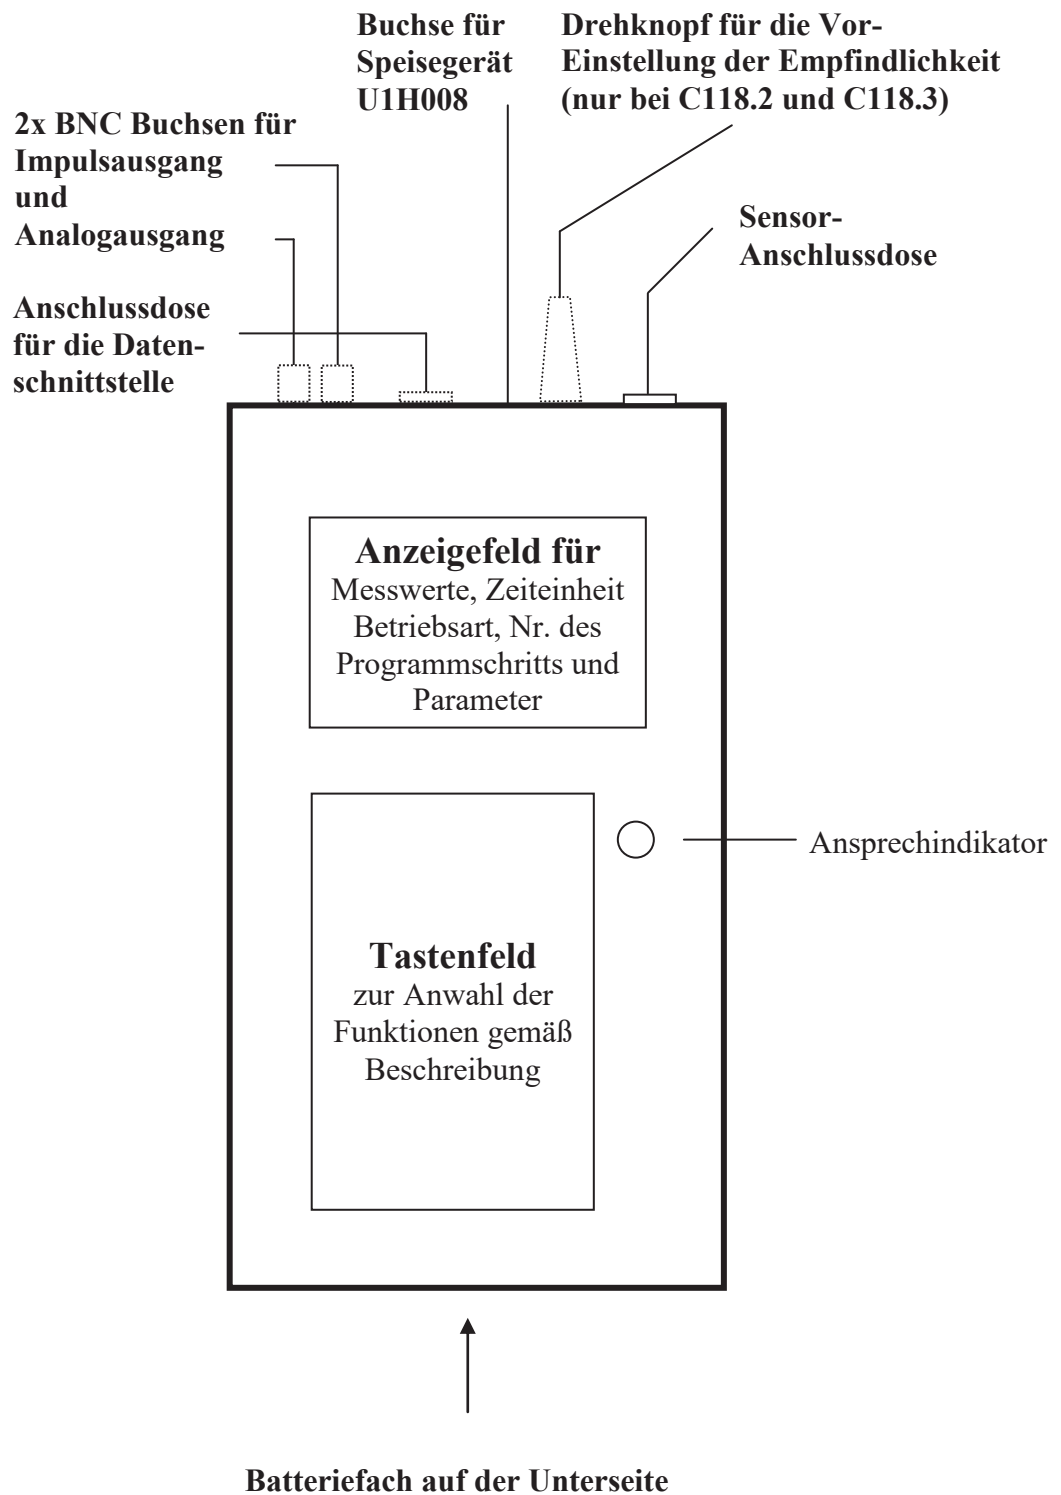 Buchse für
Speisegerät
U1H008
Drehknopf für die Vor-
Einstellung der Empfindlichkeit
(nur bei C118.2 und C118.3)
2x BNC Buchsen für
Impulsausgang
und
Analogausgang
Sensor-
Anschlussdose
Anschlussdose
für die Daten-
schnittstelle
Anzeigefeld für
Messwerte, Zeiteinheit
Betriebsart, Nr. des
Programmschritts und
Parameter
Ansprechindikator
Tastenfeld
zur Anwahl der
Funktionen gemäß
Beschreibung
Batteriefach auf der Unterseite